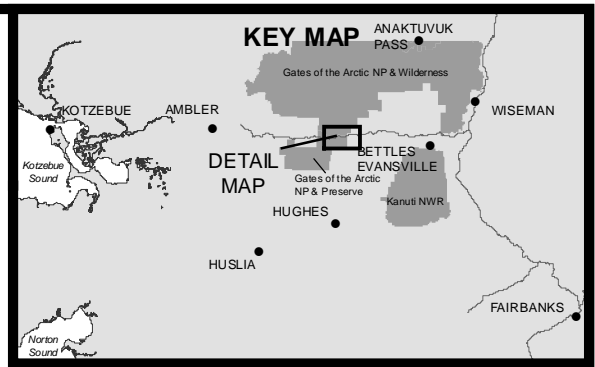 KEY MAP
ANAKTUVUK
PASS
Gates of the Arctic NP & Wilderness
KOTZEBUE
AMBLER
WISEMAN
Kotzebue
Sound
DETAIL
MAP
BETTLES
EVANSVILLE
Gates of the Arctic
NP & Preserve
Kanuti NWR
HUGHES
HUSLIA
FAIRBANKS
Norton
Sound